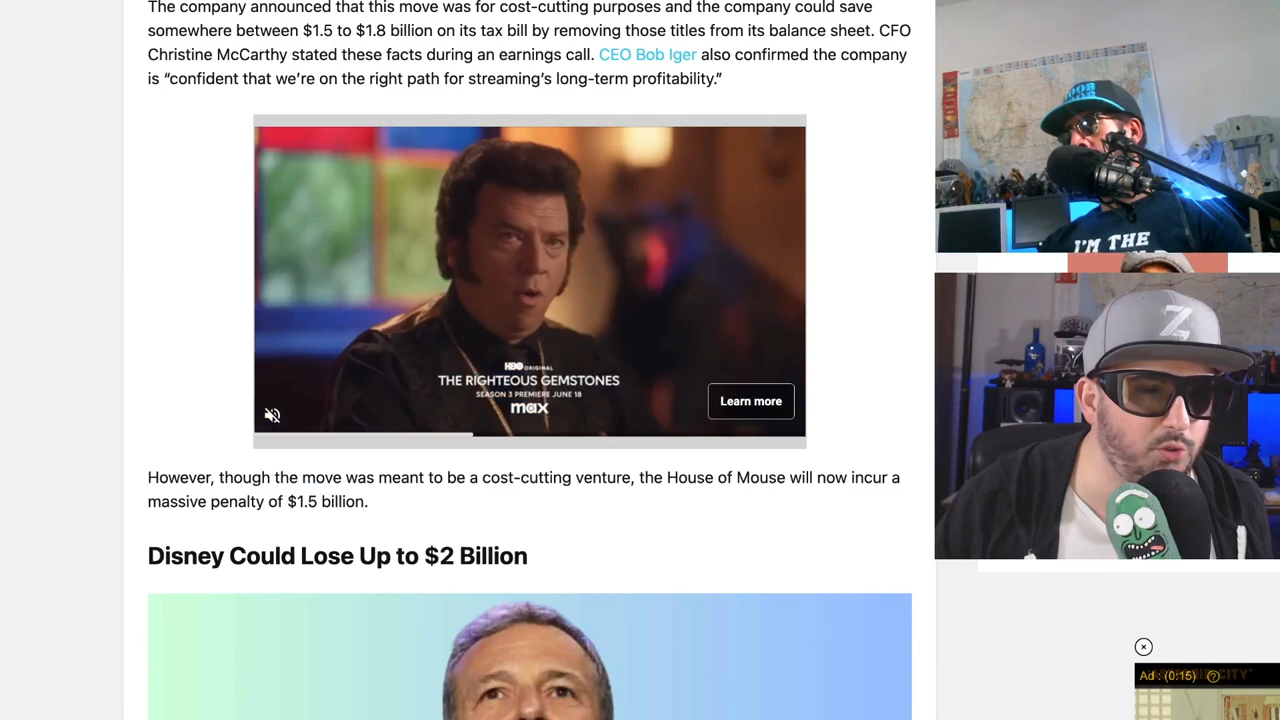 The company announced that this move was for cost-cutting purposes and the company could save
somewhere between $1.5 to $1.8 billion on its tax bill by removing those titles from its balance sheet. CFO
Christine McCarthy stated these facts during an earnings call. CEO Bob Iger also confirmed the company
is “confident that we’re on the right path for streaming’s long-term profitability.”
HBO ORIGINAL
THE RIGHTEOUS GEMSTONES
SEASON 3 PREMIERE JUNE 18
max
Learn more
However, though the move was meant to be a cost-cutting venture, the House of Mouse will now incur a
massive penalty of $1.5 billion.
Disney Could Lose Up to $2 Billion
I'M THE
Z
Ad : (0:15)
CITY